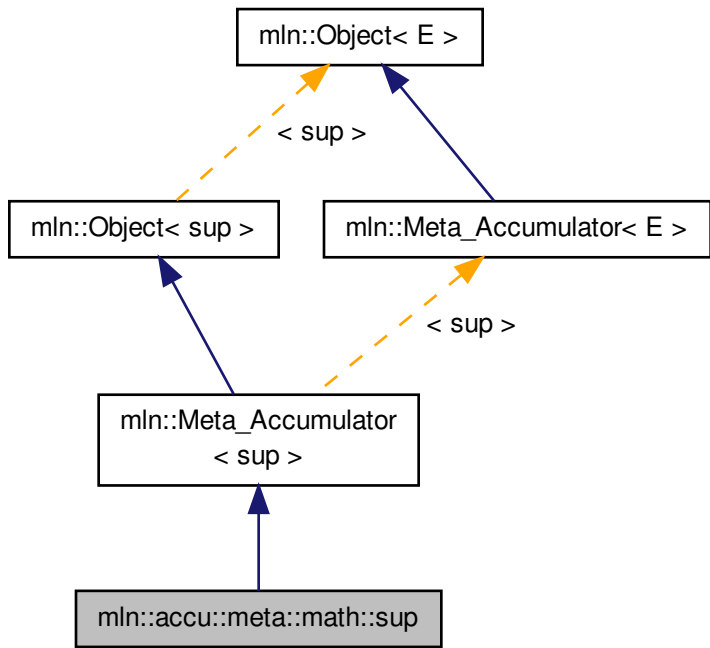 mln::Object< E >
< sup >
mln::Object< sup >
mln::Meta_Accumulator< E >
< sup >
mln::Meta_Accumulator
< sup >
mln::accu::meta::math::sup